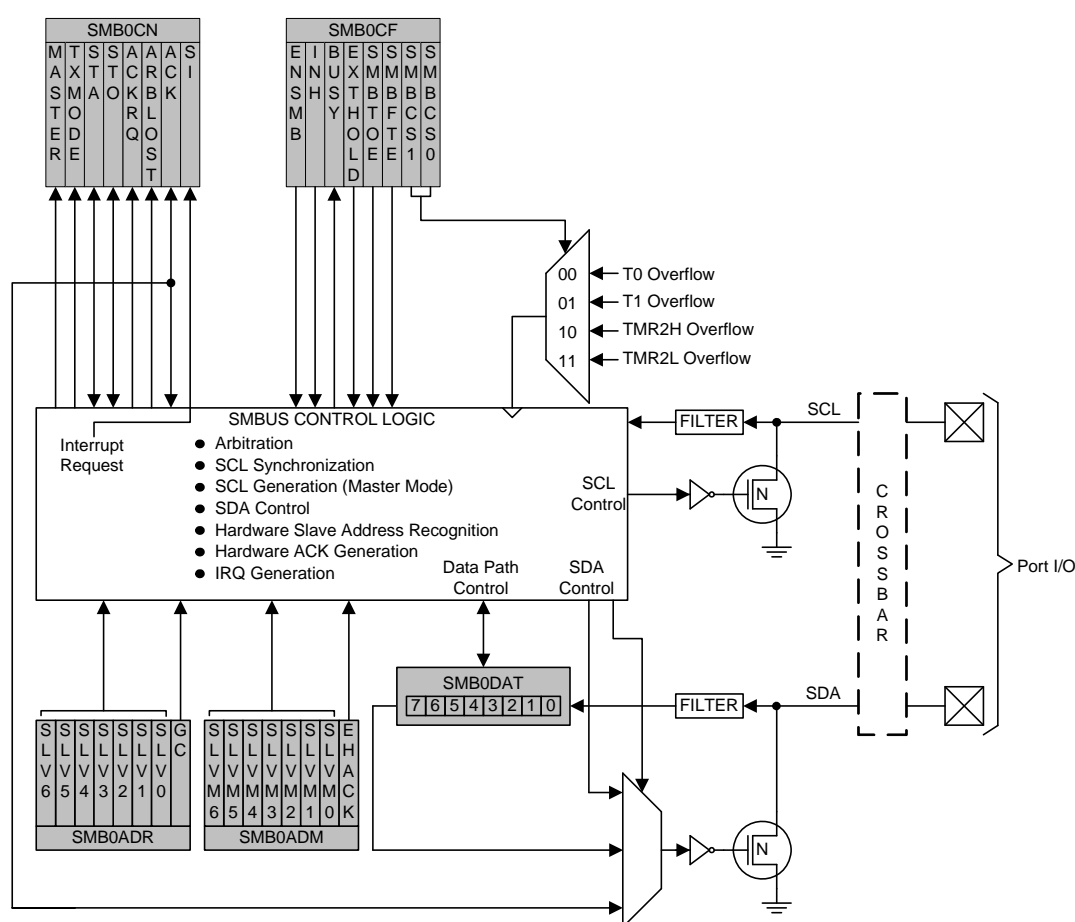 SMB0CN
MASTER
TXMODE
STA
STO
ACKRQ
ARBLOST
ACK
SI
SMB0CF
ENSMB
INH
BUSY
EXTHOLD
SMBTOE
SMBFTE
SMBCS1
SMBCS0
00
T0 Overflow
01
T1 Overflow
10
TMR2H Overflow
11
TMR2L Overflow
SMBUS CONTROL LOGIC
Interrupt
Request
● Arbitration
● SCL Synchronization
● SCL Generation (Master Mode)
● SDA Control
● Hardware Slave Address Recognition
● Hardware ACK Generation
● IRQ Generation
SCL
Control
Data Path
Control
SDA
Control
FILTER
SCL
N
CROSSBAR
Port I/O
SMB0DAT
7 6 5 4 3 2 1 0
FILTER
SDA
N
SLV6
SLV5
SLV4
SLV3
SLV2
SLV1
SLV0
GC
SMB0ADR
SLVM6
SLVM5
SLVM4
SLVM3
SLVM2
SLVM1
SLVM0
EHACK
SMB0ADM